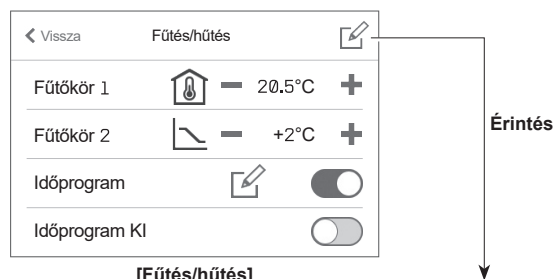 Vissza Fűtés/hűtés
Fűtőkör 1 20.5°C
Fűtőkör 2 +2°C
Érintés
Időprogram
Időprogram KI
[Fűtés/hűtés]